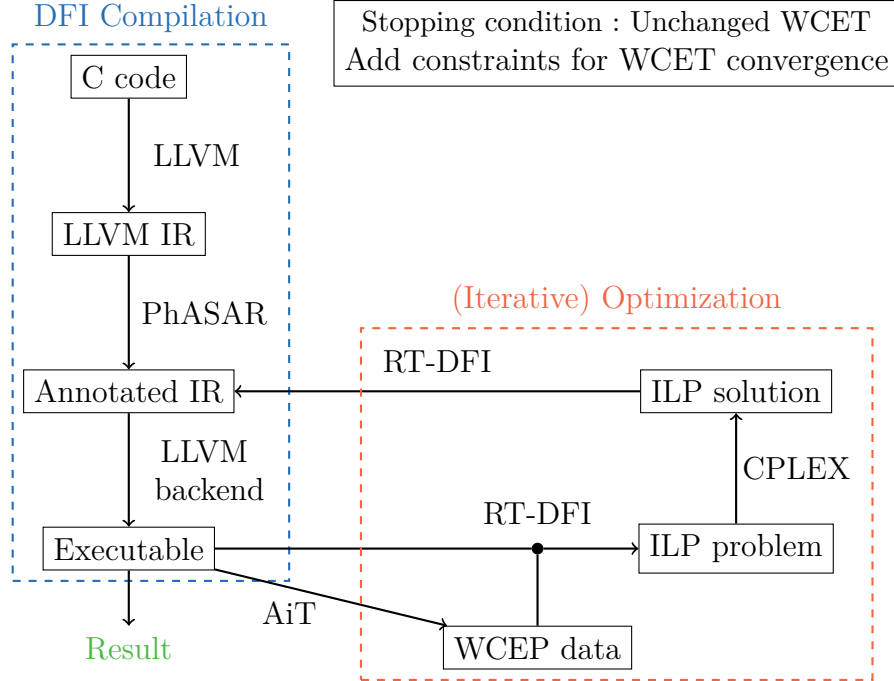 DFI Compilation
Stopping condition : Unchanged WCET
Add constraints for WCET convergence
C code
LLVM
LLVM IR
PhASAR
(Iterative) Optimization
RT-DFI
Annotated IR
ILP solution
LLVM
backend
CPLEX
RT-DFI
Executable
ILP problem
AiT
Result
WCEP data